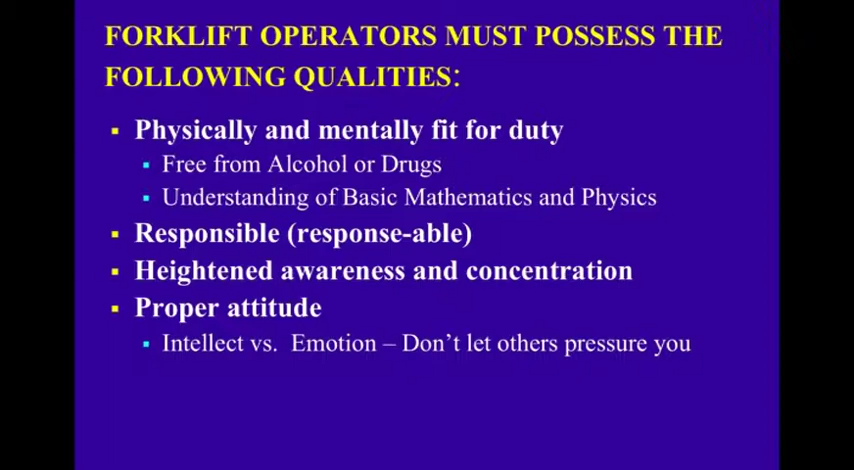 FORKLIFT OPERATORS MUST POSSESS THE
FOLLOWING QUALITIES:
▪ Physically and mentally fit for duty
▪ Free from Alcohol or Drugs
▪ Understanding of Basic Mathematics and Physics
▪ Responsible (response-able)
▪ Heightened awareness and concentration
▪ Proper attitude
▪ Intellect vs.  Emotion – Don’t let others pressure you